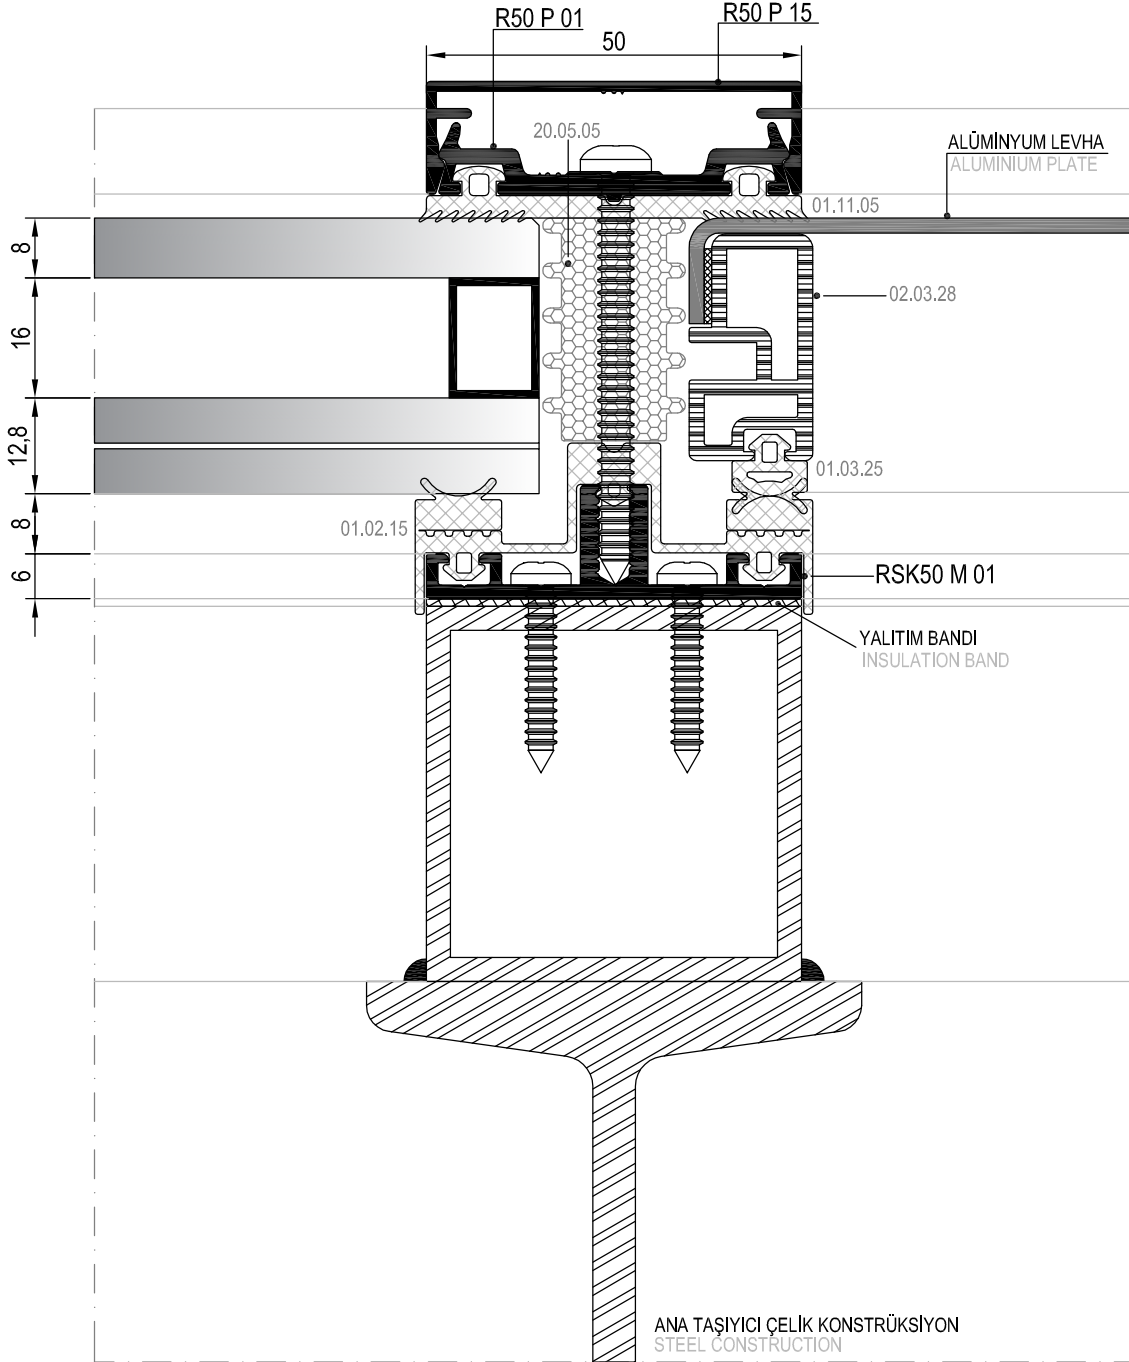 R50 P 01
R50 P 15
50
20.05.05
ALÜMİNYUM LEVHA
ALUMINIUM PLATE
01.11.05
8
02.03.28
16
12,8
01.03.25
01.02.15
8
RSK50 M 01
6
YALITIM BANDI
INSULATION BAND
ANA TAŞIYICI ÇELİK KONSTRÜKSİYON
STEEL CONSTRUCTION